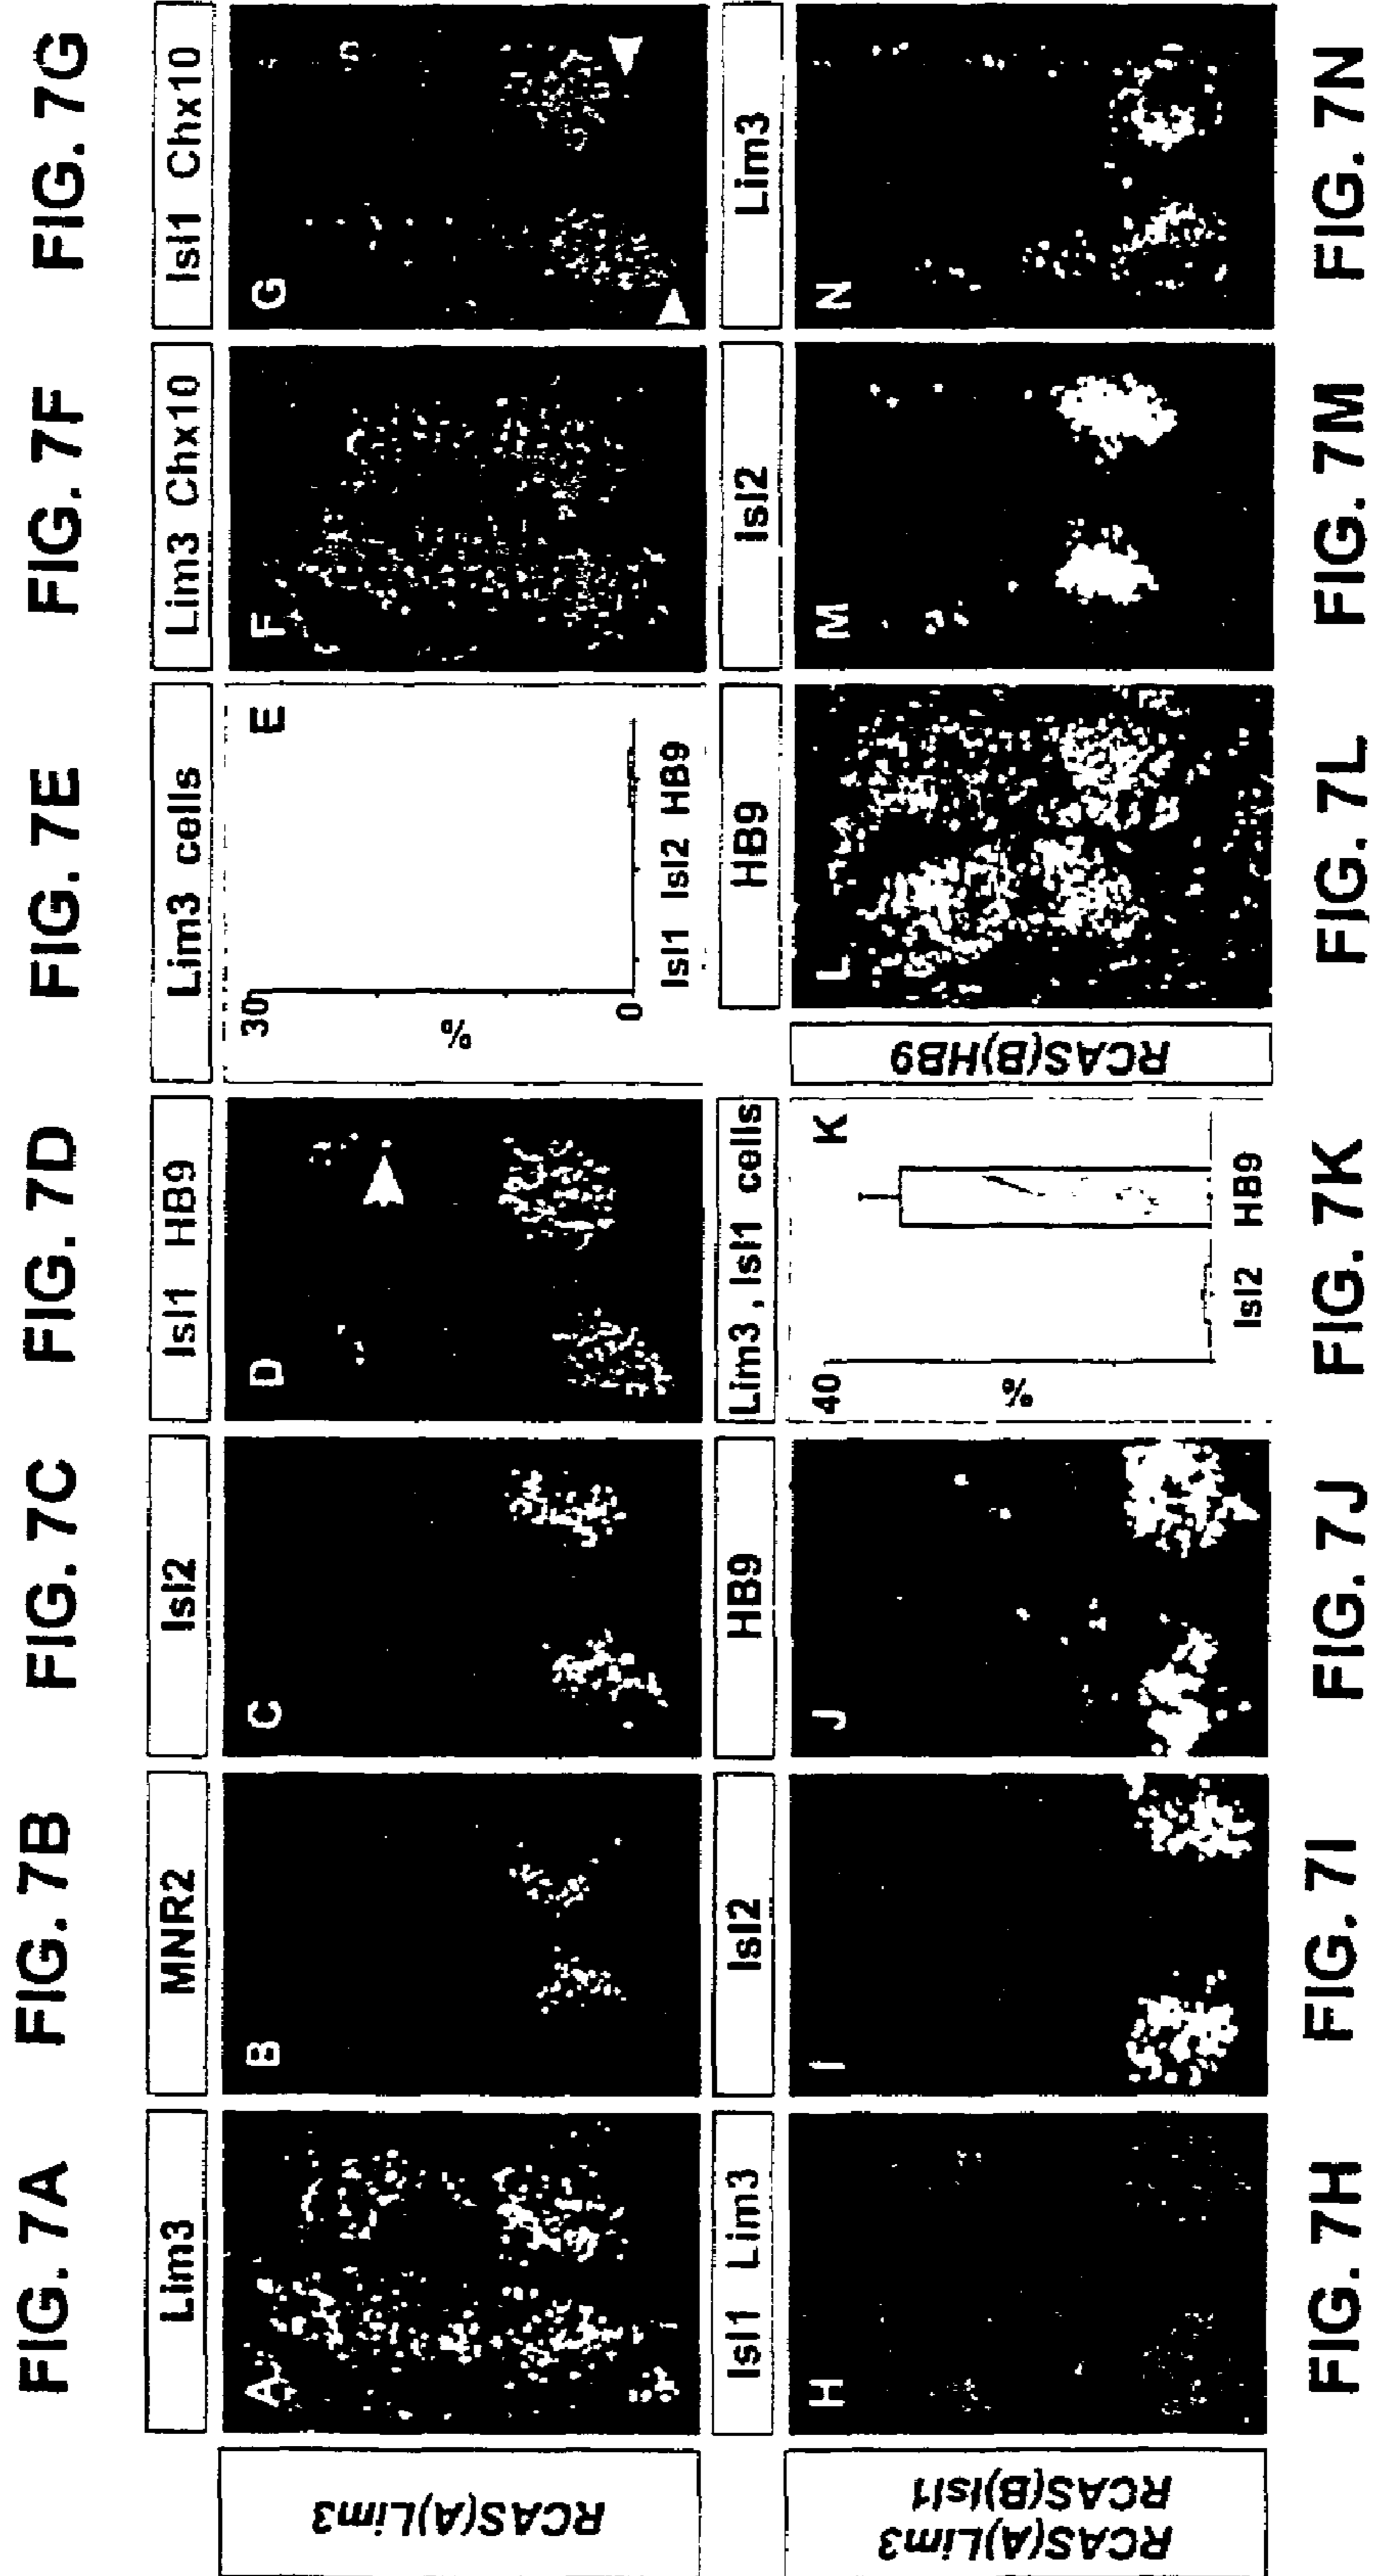 FIG. 7A FIG. 7B FIG. 7C FIG. 7D FIG. 7E FIG. 7F FIG. 7G
Lim3 MNR2 Isl2 Isl1 HB9 Lim3 cells Lim3 Chx10 Isl1 Chx10
RCAS(A)Lim3
A B C D E F G
30
%
0
Isl1 Isl2 HB9
Isl1 Lim3 Isl2 HB9 Lim3, Isl1 cells HB9 Isl2 Lim3
RCAS(A)Lim3
RCAS(B)Isl1
H I J K L M N
40
%
Isl2 HB9
RCAS(B)HB9
FIG. 7H FIG. 7I FIG. 7J FIG. 7K FIG. 7L FIG. 7M FIG. 7N